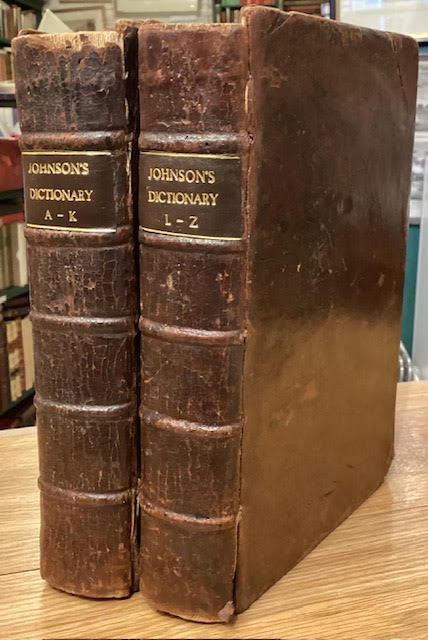 JOHNSON'S
DICTIONARY
A - K
JOHNSON'S
DICTIONARY
L - Z